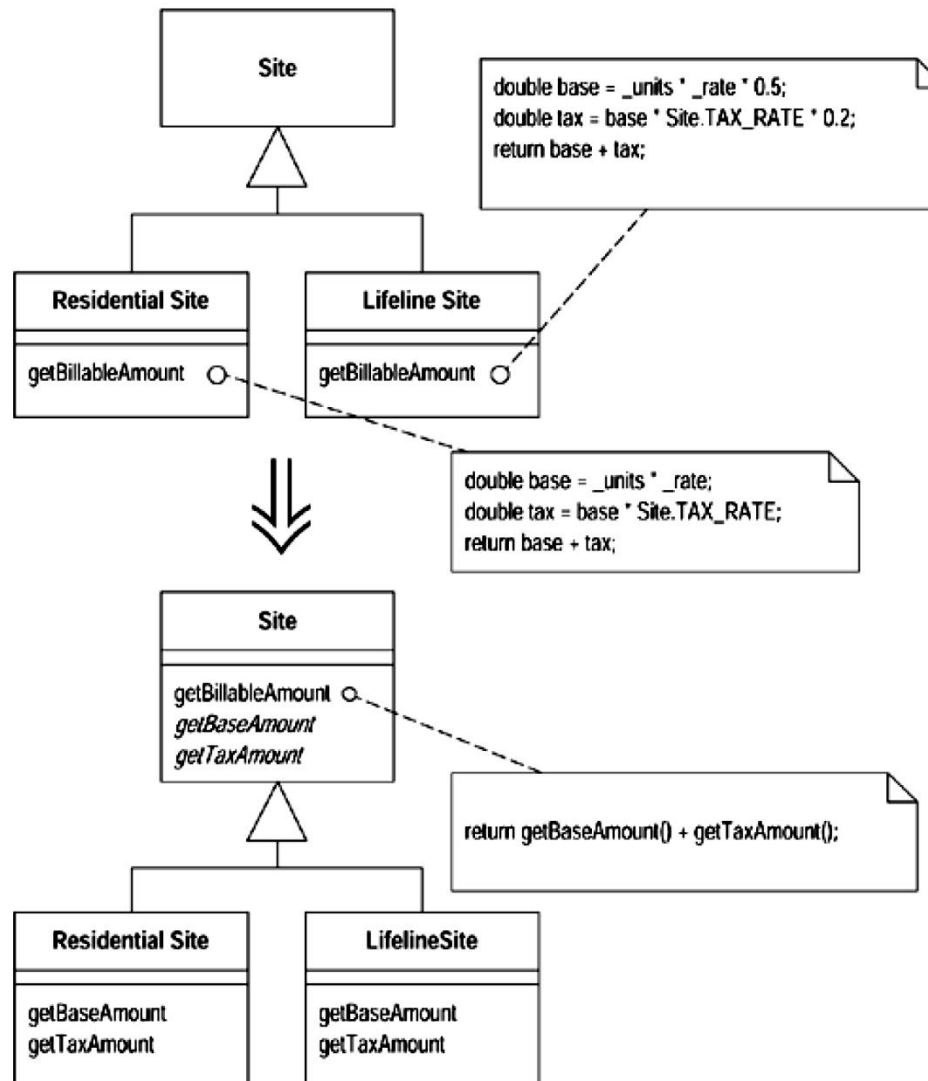 Site
double base = _units * _rate * 0.5;
double tax = base * Site.TAX_RATE * 0.2;
return base + tax;
Residential Site
getBillableAmount
Lifeline Site
getBillableAmount
double base = _units * _rate;
double tax = base * Site.TAX_RATE;
return base + tax;
Site
getBillableAmount
getBaseAmount
getTaxAmount
return getBaseAmount() + getTaxAmount();
Residential Site
getBaseAmount
getTaxAmount
LifelineSite
getBaseAmount
getTaxAmount